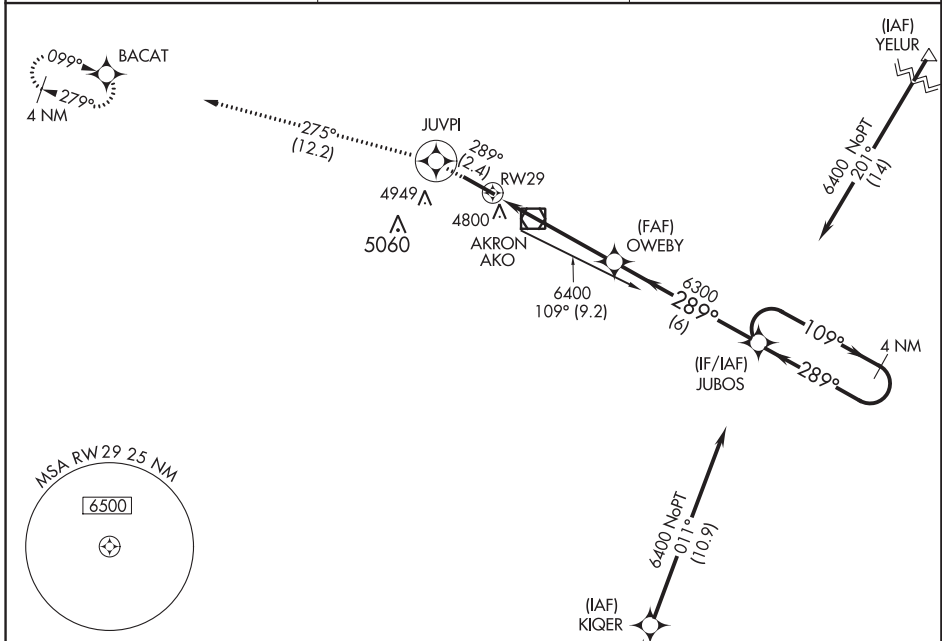 (IAF)
YELUR
BACAT
099°
279°
4 NM
6400 NoPT
201°
(14)
275°
(12.2)
JUVPI
289°
(2.4)
RW29
4949
4800
5060
AKRON
AKO
(FAF)
OWEBY
6400
109° (9.2)
6300
289°
(6)
109°
4 NM
289°
(IF/IAF)
JUBOS
MSA RW 29 25 NM
6500
6400 NoPT
011°
(10.9)
(IAF)
KIQER